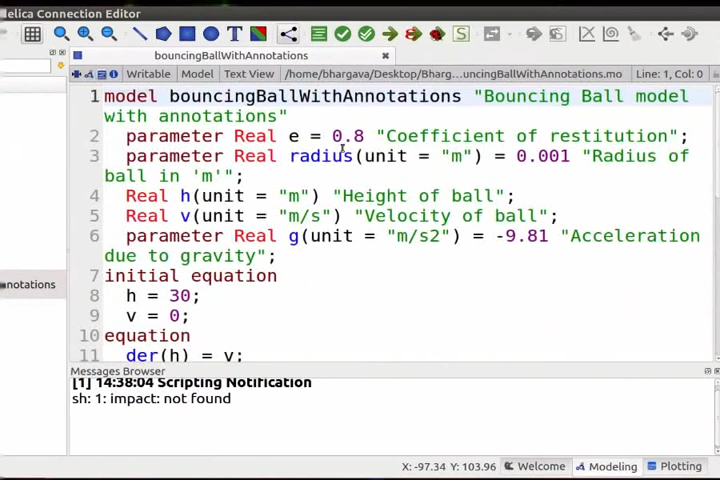 elica Connection Editor
bouncingBallWithAnnotations
Writable Model Text View /home/bhargava/Desktop/Bharg...uncingBallWithAnnotations.mo Line: 1, Col: 0
1 model bouncingBallWithAnnotations "Bouncing Ball model
with annotations"
2 parameter Real e = 0.8 "Coefficient of restitution";
3 parameter Real radius(unit = "m") = 0.001 "Radius of
ball in 'm'";
4 Real h(unit = "m") "Height of ball";
5 Real v(unit = "m/s") "Velocity of ball";
6 parameter Real g(unit = "m/s2") = -9.81 "Acceleration
due to gravity";
7 initial equation
8 h = 30;
9 v = 0;
10 equation
11 der(h) = v;
notations
Messages Browser
[1] 14:38:04 Scripting Notification
sh: 1: impact: not found
X: -97.34 Y: 103.96 Welcome Modeling Plotting